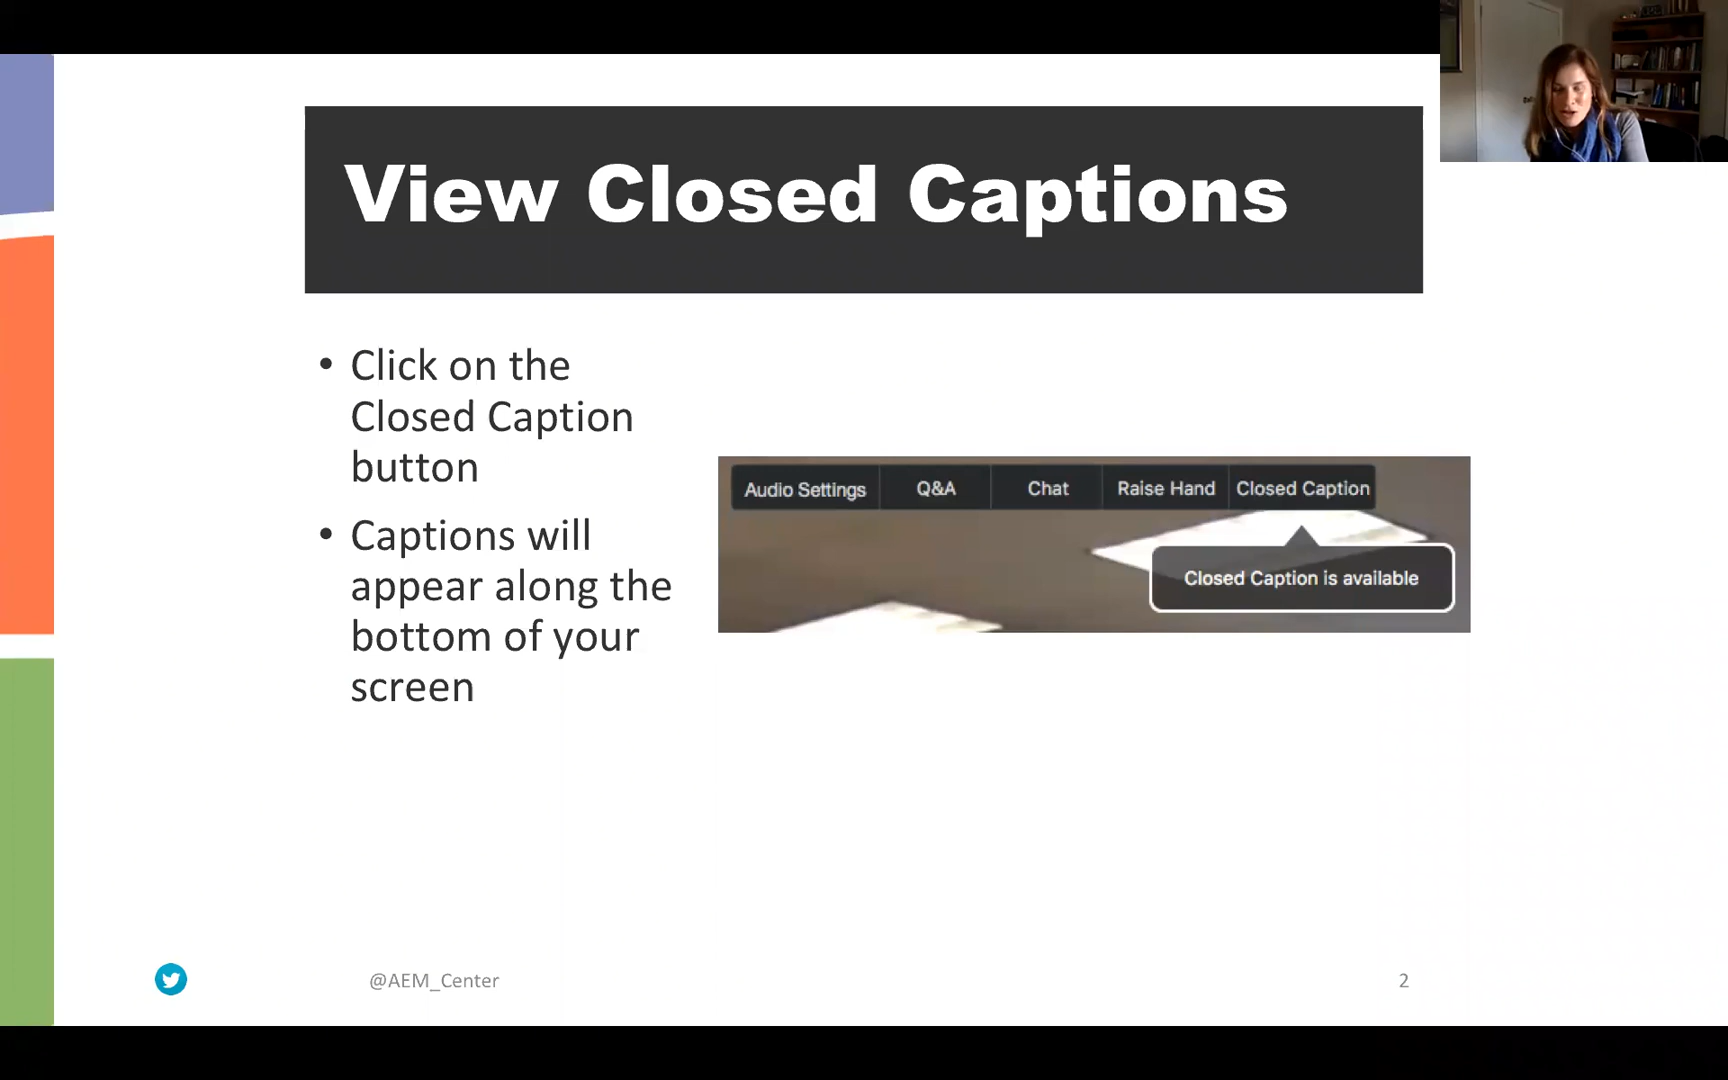 View Closed Captions
• Click on the
Closed Caption
button
• Captions will
appear along the
bottom of your
screen
Audio Settings Q&A Chat Raise Hand Closed Caption
Closed Caption is available
@AEM_Center
2